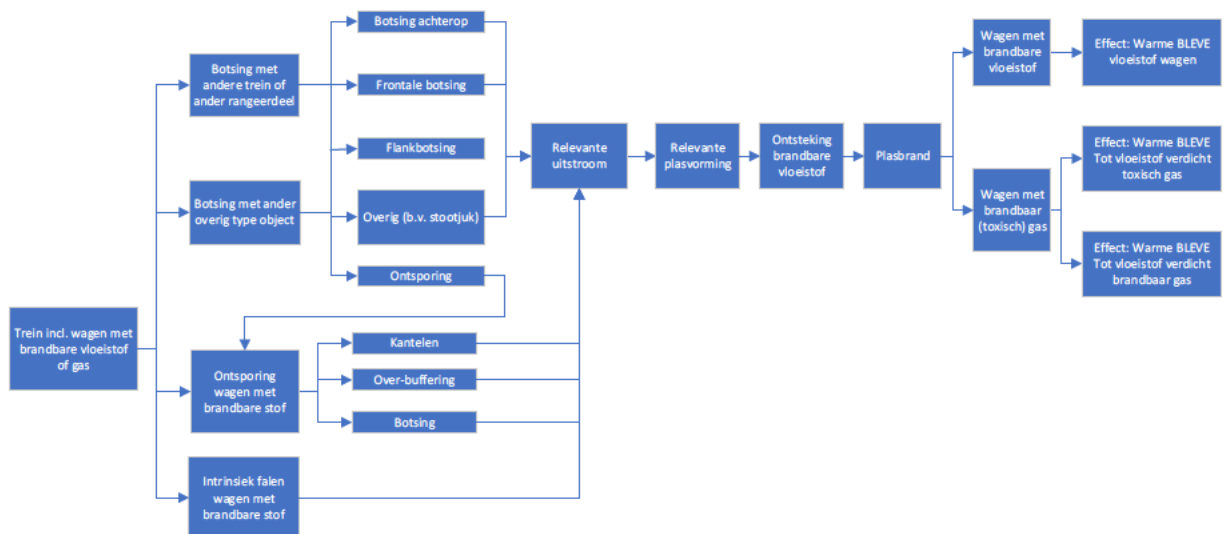 Botsing achterop
Botsing met
andere trein of
ander rangeerdeel
Frontale botsing
Flankbotsing
Botsing met ander
overig type object
Overig (b.v. stootjuk)
Ontsporing
Trein incl. wagen met
brandbare vloeistof
of gas
Ontsporing
wagen met
brandbare stof
Kantelen
Over-buffering
Botsing
Intrinsiek falen
wagen met
brandbare stof
Relevante
uitstroom
Relevante
plasvorming
Ontsteking
brandbare
vloeistof
Plasbrand
Wagen met
brandbare
vloeistof
Effect: Warme BLEVE
vloeistof wagen
Wagen met
brandbaar
(toxisch) gas
Effect: Warme BLEVE
Tot vloeistof verdicht
toxisch gas
Effect: Warme BLEVE
Tot vloeistof verdicht
brandbaar gas